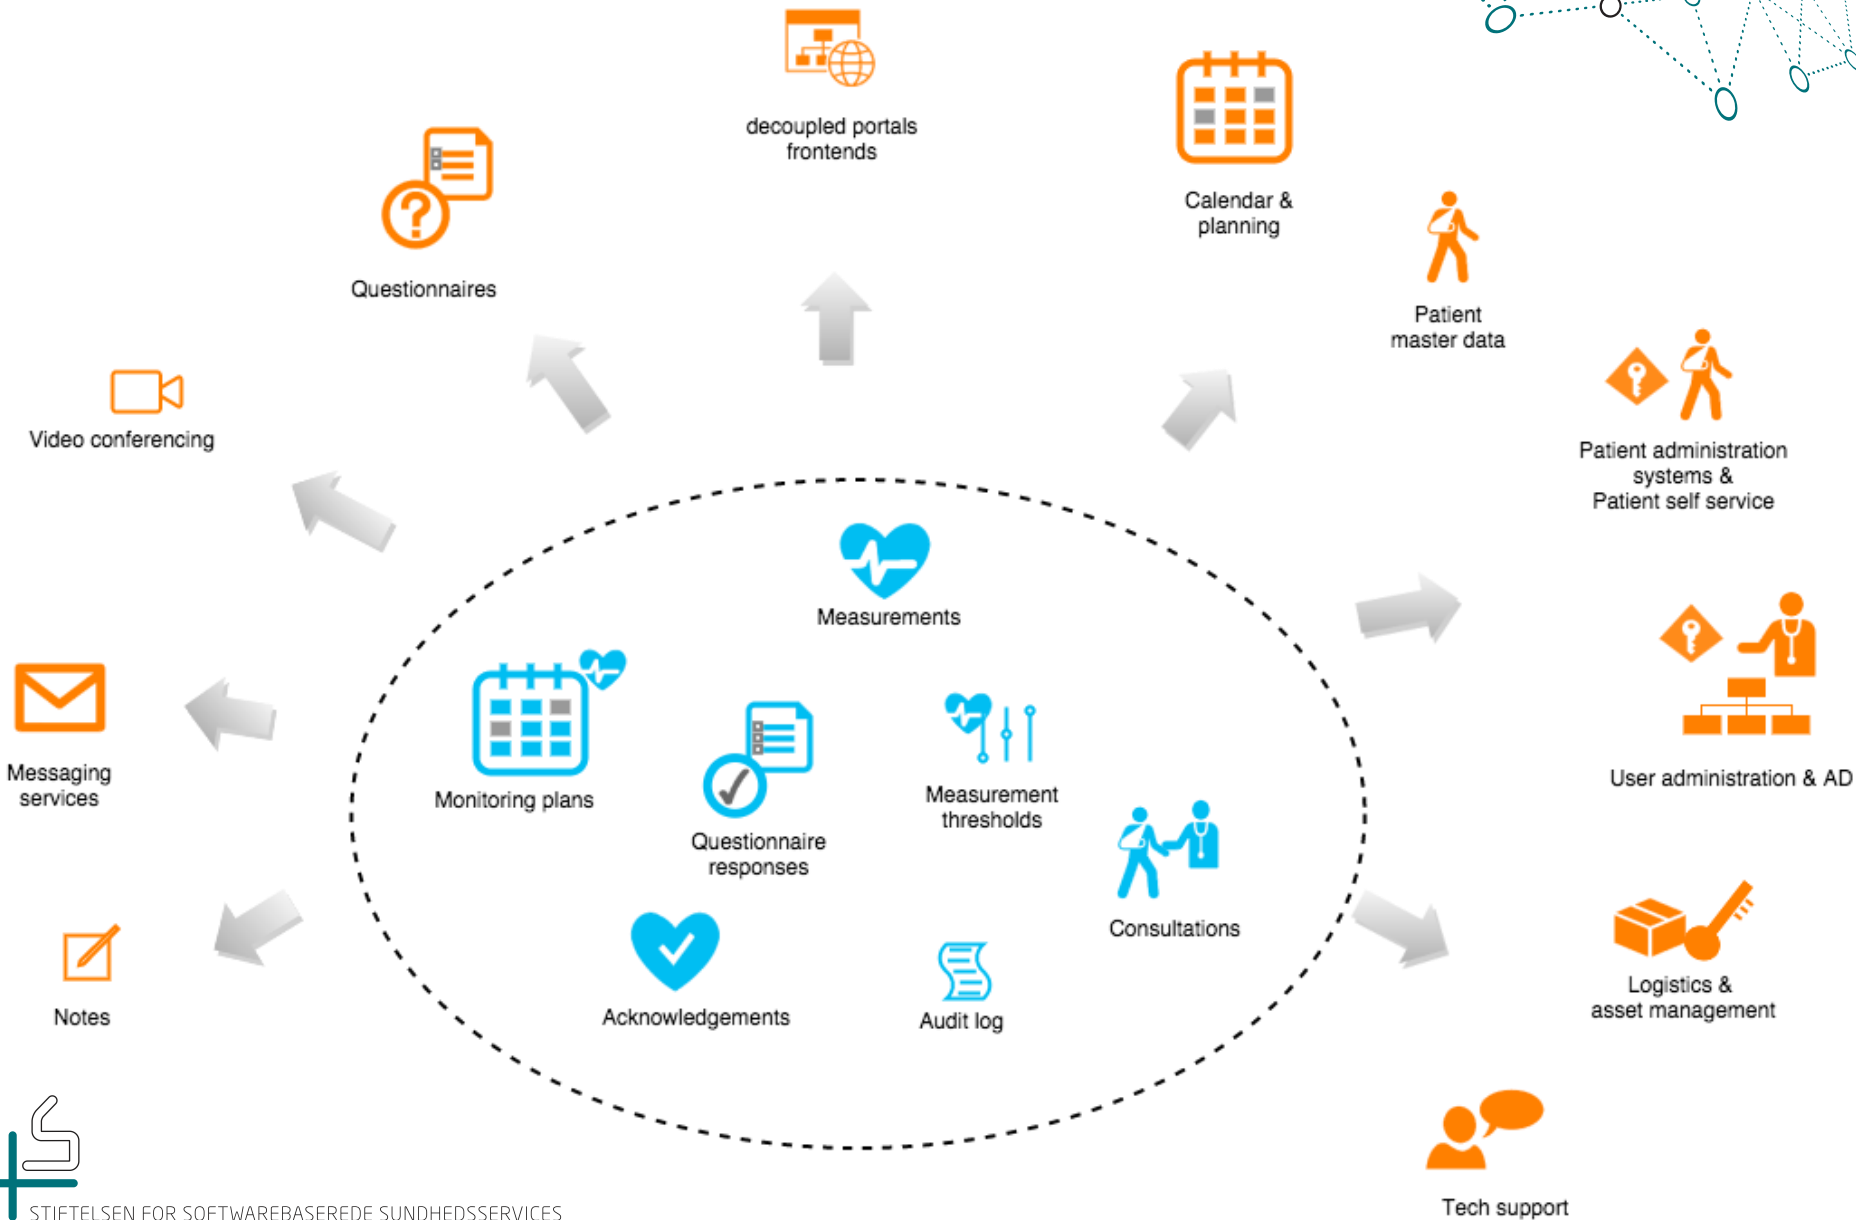 decoupled portals
frontends
Calendar &
planning
Questionnaires
Patient
master data
Video conferencing
Patient administration
systems &
Patient self service
Measurements
Messaging
services
Monitoring plans
Questionnaire
responses
Measurement
thresholds
User administration & AD
Consultations
Notes
Acknowledgements
Audit log
Logistics &
asset management
Tech support
STIFTELSEN FOR SOFTWAREBASEREDE SUNDHEDSSERVICES